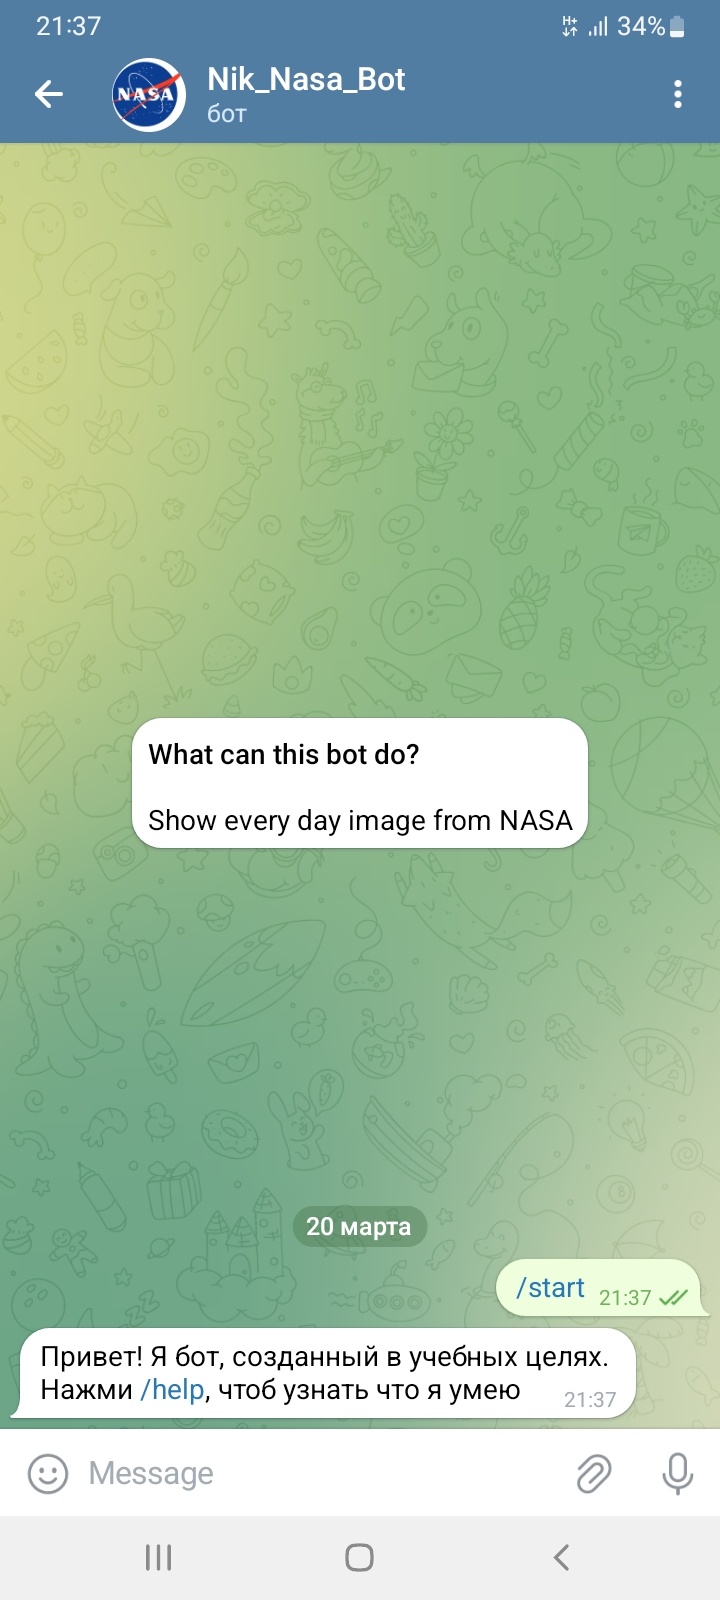 21:37
34%
NASA
Nik_Nasa_Bot
бот
What can this bot do?
Show every day image from NASA
20 марта
/start 21:37
Привет! Я бот, созданный в учебных целях.
Нажми /help, чтоб узнать что я умею 21:37
Message